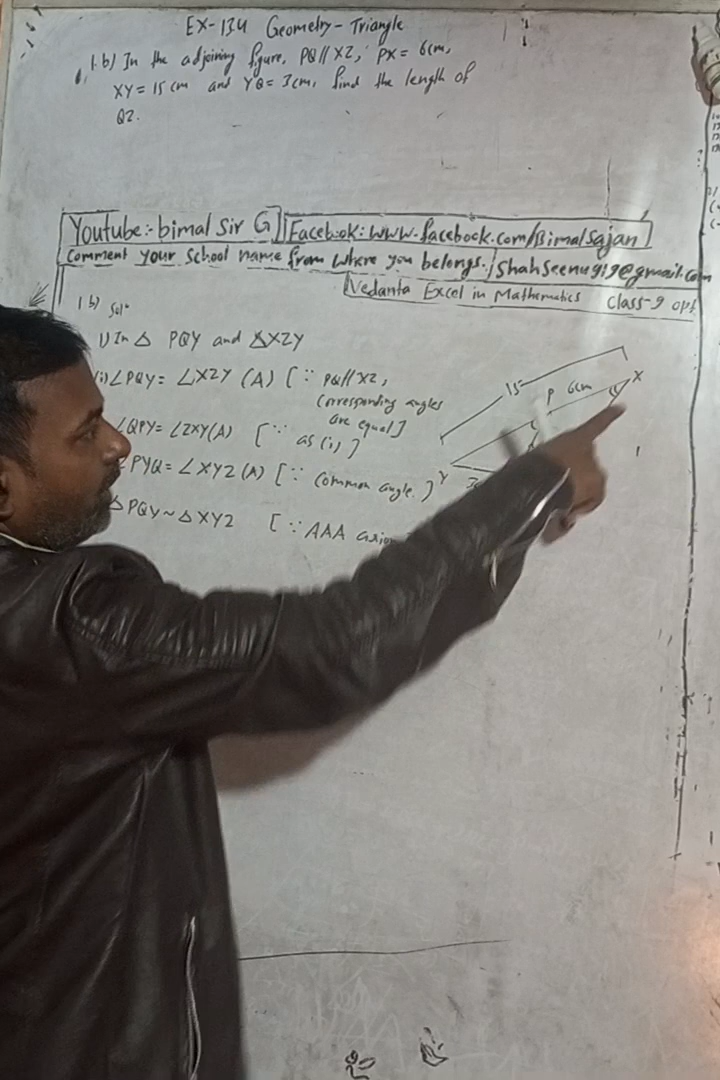 EX-13.4 Geometry-Triangle
1.b) In the adjoining figure, PQ//XZ, PX = 6cm,
XY = 15 cm and YQ = 3cm, find the length of
QZ.
Youtube:- bimal Sir G
Facebook: www.facebook.com/Bimalsajan
Comment your School name from where you belongs.
Shahseenu919@gmail.com
Vedanta Excel in Mathematics Class-9 opt.
1 b) Solⁿ
1) In △ PQY and △XZY
i) ∠PQY = ∠XZY (A) [∵ PQ//XZ,
Corresponding angles
are equal]
∠QPY = ∠ZXY (A) [∵ as (i)]
∠PYQ = ∠XYZ (A) [∵ Common angle.]
△PQY ~ △XYZ [∵ AAA
15
P 6cm X
Y